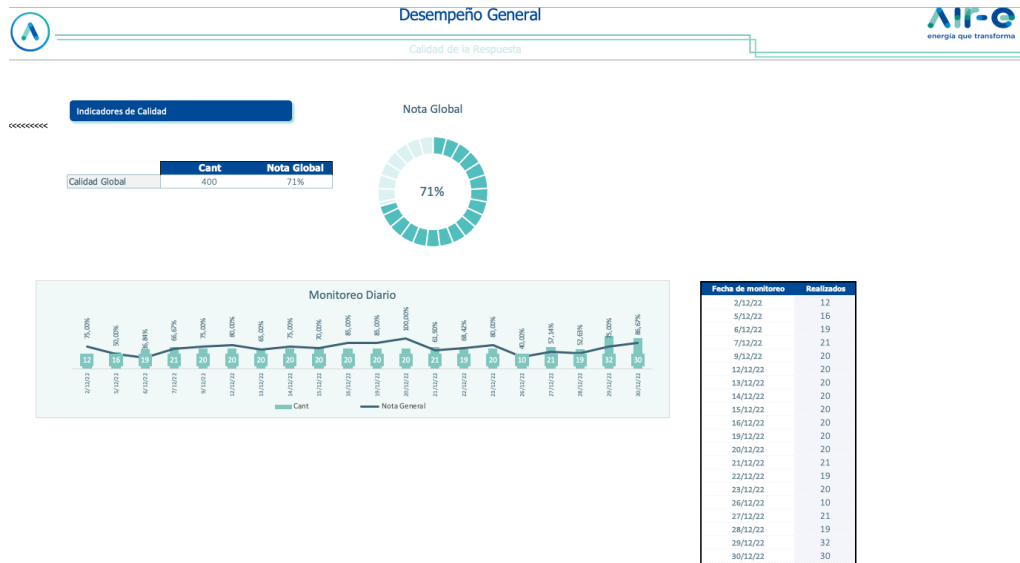 Desempeño General
AIr-e
energía que transforma
Calidad de la Respuesta
Indicadores de Calidad
<<<<<<<<<
Nota Global
Cant Nota Global
Calidad Global 400 71%
71%
Monitoreo Diario
75,00% 50,00% 36,84% 66,67% 75,00% 80,00% 65,00% 75,00% 70,00% 85,00% 85,00% 100,00% 61,90% 68,42% 80,00% 40,00% 57,14% 52,63% 75,00% 86,67%
12 16 19 21 20 20 20 20 20 20 20 20 21 19 20 10 21 19 32 30
2/12/22 5/12/22 6/12/22 7/12/22 9/12/22 12/12/22 13/12/22 14/12/22 15/12/22 16/12/22 19/12/22 20/12/22 21/12/22 22/12/22 23/12/22 26/12/22 27/12/22 28/12/22 29/12/22 30/12/22
Cant Nota General
Fecha de monitoreo Realizados
2/12/22 12
5/12/22 16
6/12/22 19
7/12/22 21
9/12/22 20
12/12/22 20
13/12/22 20
14/12/22 20
15/12/22 20
16/12/22 20
19/12/22 20
20/12/22 20
21/12/22 21
22/12/22 19
23/12/22 20
26/12/22 10
27/12/22 21
28/12/22 19
29/12/22 32
30/12/22 30